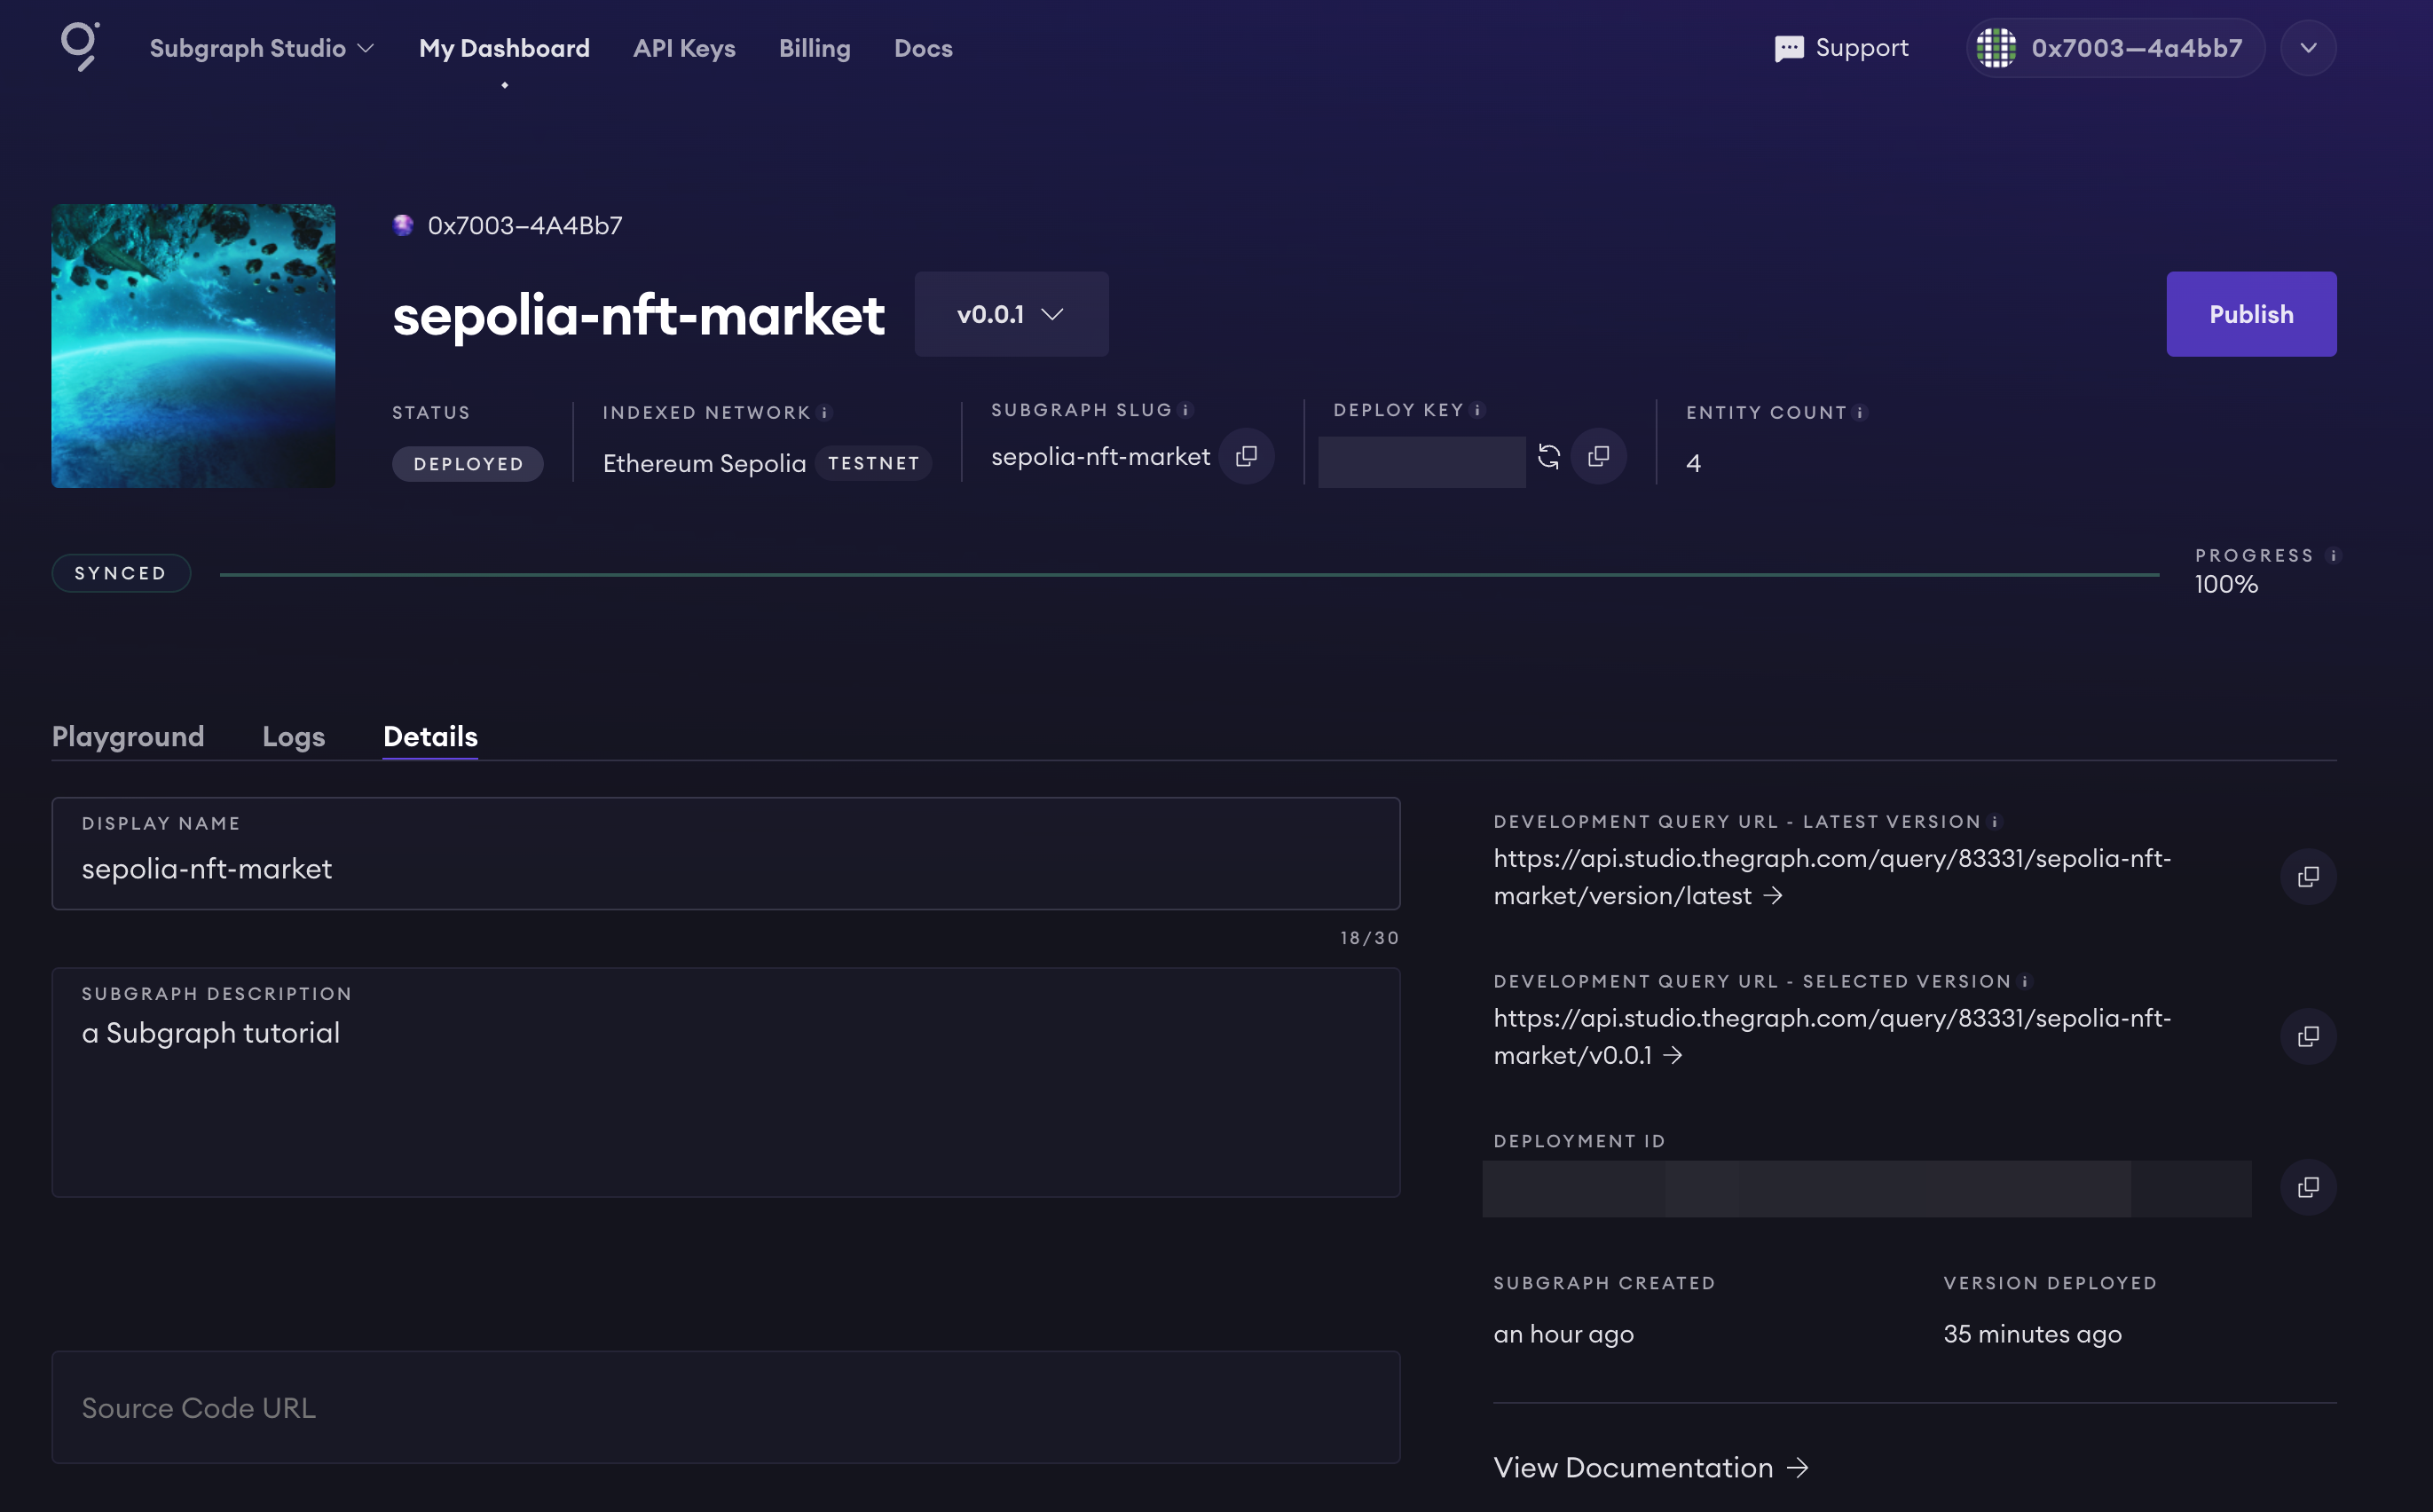 Subgraph Studio My Dashboard API Keys Billing Docs Support 0x7003—4a4bb7
0x7003—4A4Bb7
sepolia-nft-market v0.0.1 Publish
STATUS INDEXED NETWORK SUBGRAPH SLUG DEPLOY KEY ENTITY COUNT
DEPLOYED Ethereum Sepolia TESTNET sepolia-nft-market 4
SYNCED PROGRESS
100%
Playground Logs Details
DISPLAY NAME
sepolia-nft-market
18/30
SUBGRAPH DESCRIPTION
a Subgraph tutorial
Source Code URL
DEVELOPMENT QUERY URL - LATEST VERSION
https://api.studio.thegraph.com/query/83331/sepolia-nft-
market/version/latest →
DEVELOPMENT QUERY URL - SELECTED VERSION
https://api.studio.thegraph.com/query/83331/sepolia-nft-
market/v0.0.1 →
DEPLOYMENT ID
SUBGRAPH CREATED VERSION DEPLOYED
an hour ago 35 minutes ago
View Documentation →